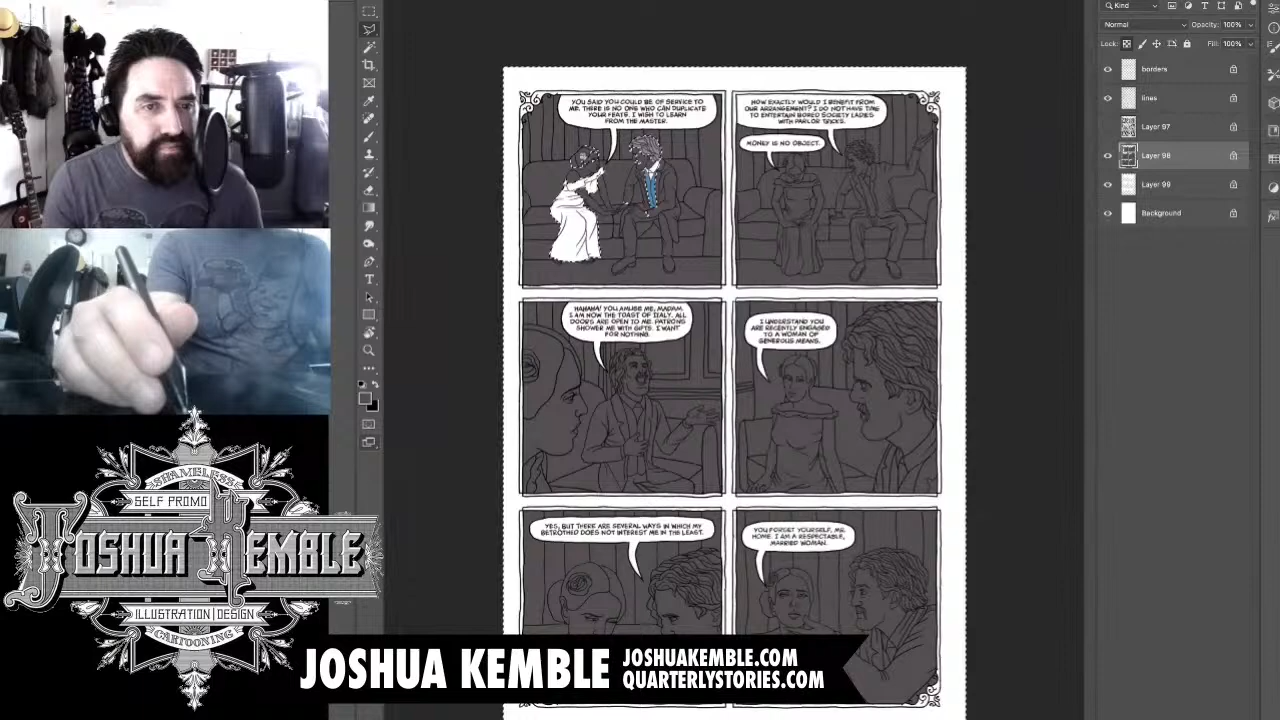 Kind
Normal
Opacity: 100%
Lock:
Fill: 100%
borders
lines
Layer 97
Layer 98
Layer 99
Background
YOU SAID YOU COULD BE OF SERVICE TO
ME. THERE IS NO ONE WHO CAN DUPLICATE
YOUR FEATS. I WISH TO LEARN
FROM THE MASTER.
HOW EXACTLY WOULD I BENEFIT FROM
OUR ARRANGEMENT? I DO NOT HAVE TIME
TO ENTERTAIN BORED SOCIETY LADIES
WITH PARLOR TRICKS.
MONEY IS NO OBJECT.
HAHAHA! YOU AMUSE ME, MADAM.
I AM NOW THE TOAST OF ITALY. ALL
DOORS ARE OPEN TO ME. PATRONS
SHOWER ME WITH GIFTS. I WANT
FOR NOTHING.
I UNDERSTAND YOU
ARE RECENTLY ENGAGED
TO A WOMAN OF
GENEROUS MEANS.
YES, BUT THERE ARE SEVERAL WAYS IN WHICH MY
BETROTHED DOES NOT INTEREST ME IN THE LEAST.
YOU FORGET YOURSELF, MR.
HOME. I AM A RESPECTABLE,
MARRIED WOMAN.
SHAMELESS
SELF PROMO
JOSHUA KEMBLE
ILLUSTRATION|DESIGN
CARTOONING
JOSHUA KEMBLE
JOSHUAKEMBLE.COM
QUARTERLYSTORIES.COM